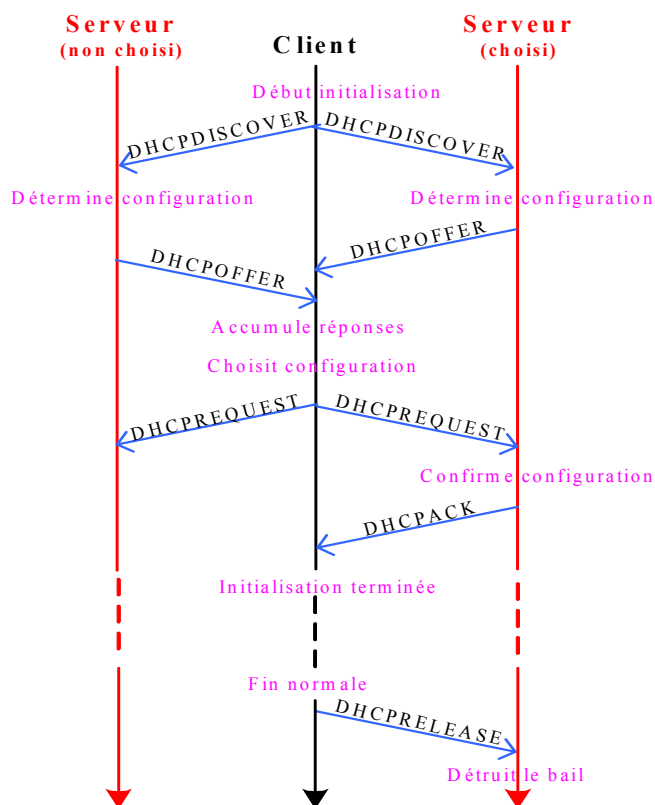 Serveur
(non choisi)
Client
Serveur
(choisi)
Début initialisation
DHCPDISCOVER
DHCPDISCOVER
Détermine configuration
Détermine configuration
DHCPOFFER
DHCPOFFER
Accumule réponses
Choisit configuration
DHCPREQUEST
DHCPREQUEST
Confirme configuration
DHCPACK
Initialisation terminée
Fin normale
DHCPRELEASE
Détruit le bail